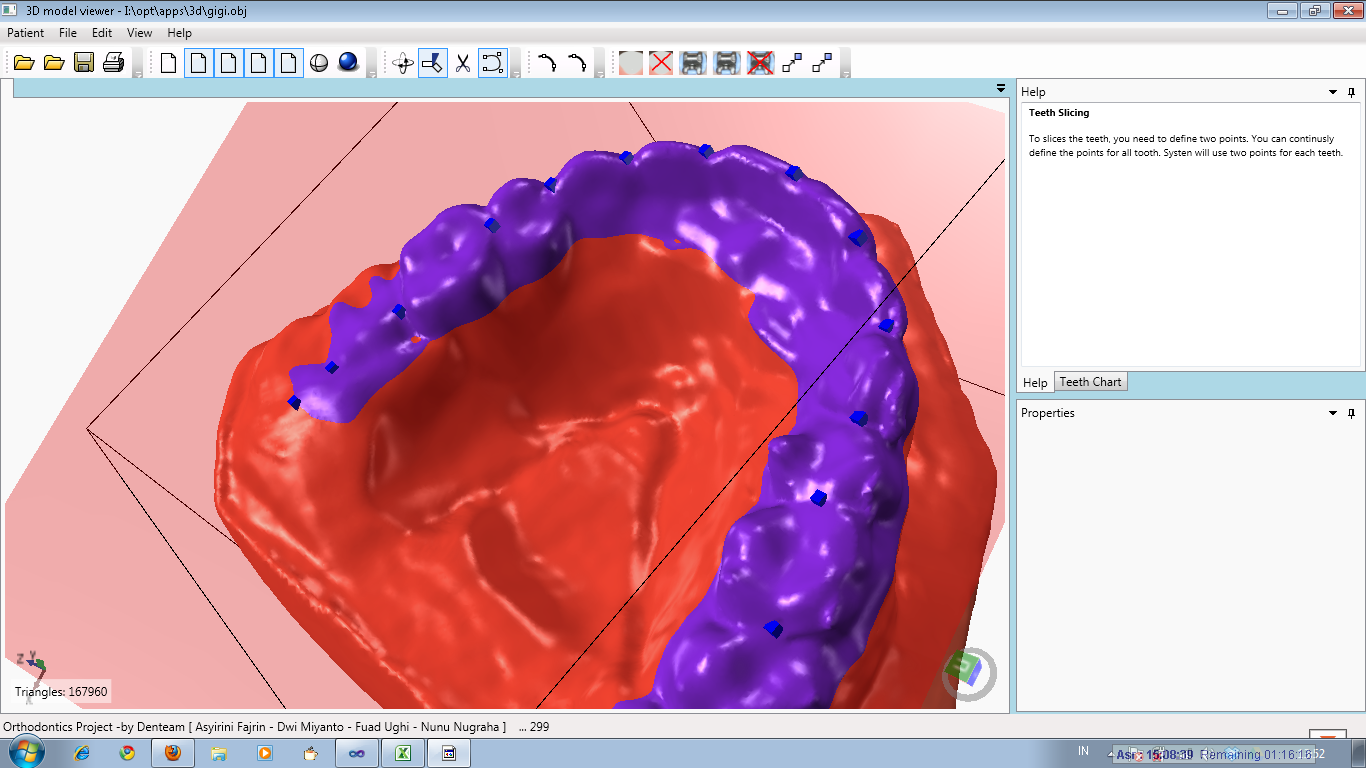 3D model viewer - I:\opt\apps\3d\gigi.obj
Patient File Edit View Help
Help
Teeth Slicing
To slices the teeth, you need to define two points. You can continusly
define the points for all tooth. Systen will use two points for each teeth.
Help Teeth Chart
Properties
Z Y
X
Triangles: 167960
Orthodontics Project -by Denteam [ Asyirini Fajrin - Dwi Miyanto - Fuad Ughi - Nunu Nugraha ] ... 299
IN
Asr : 15:08:39 Remaining 01:16:16